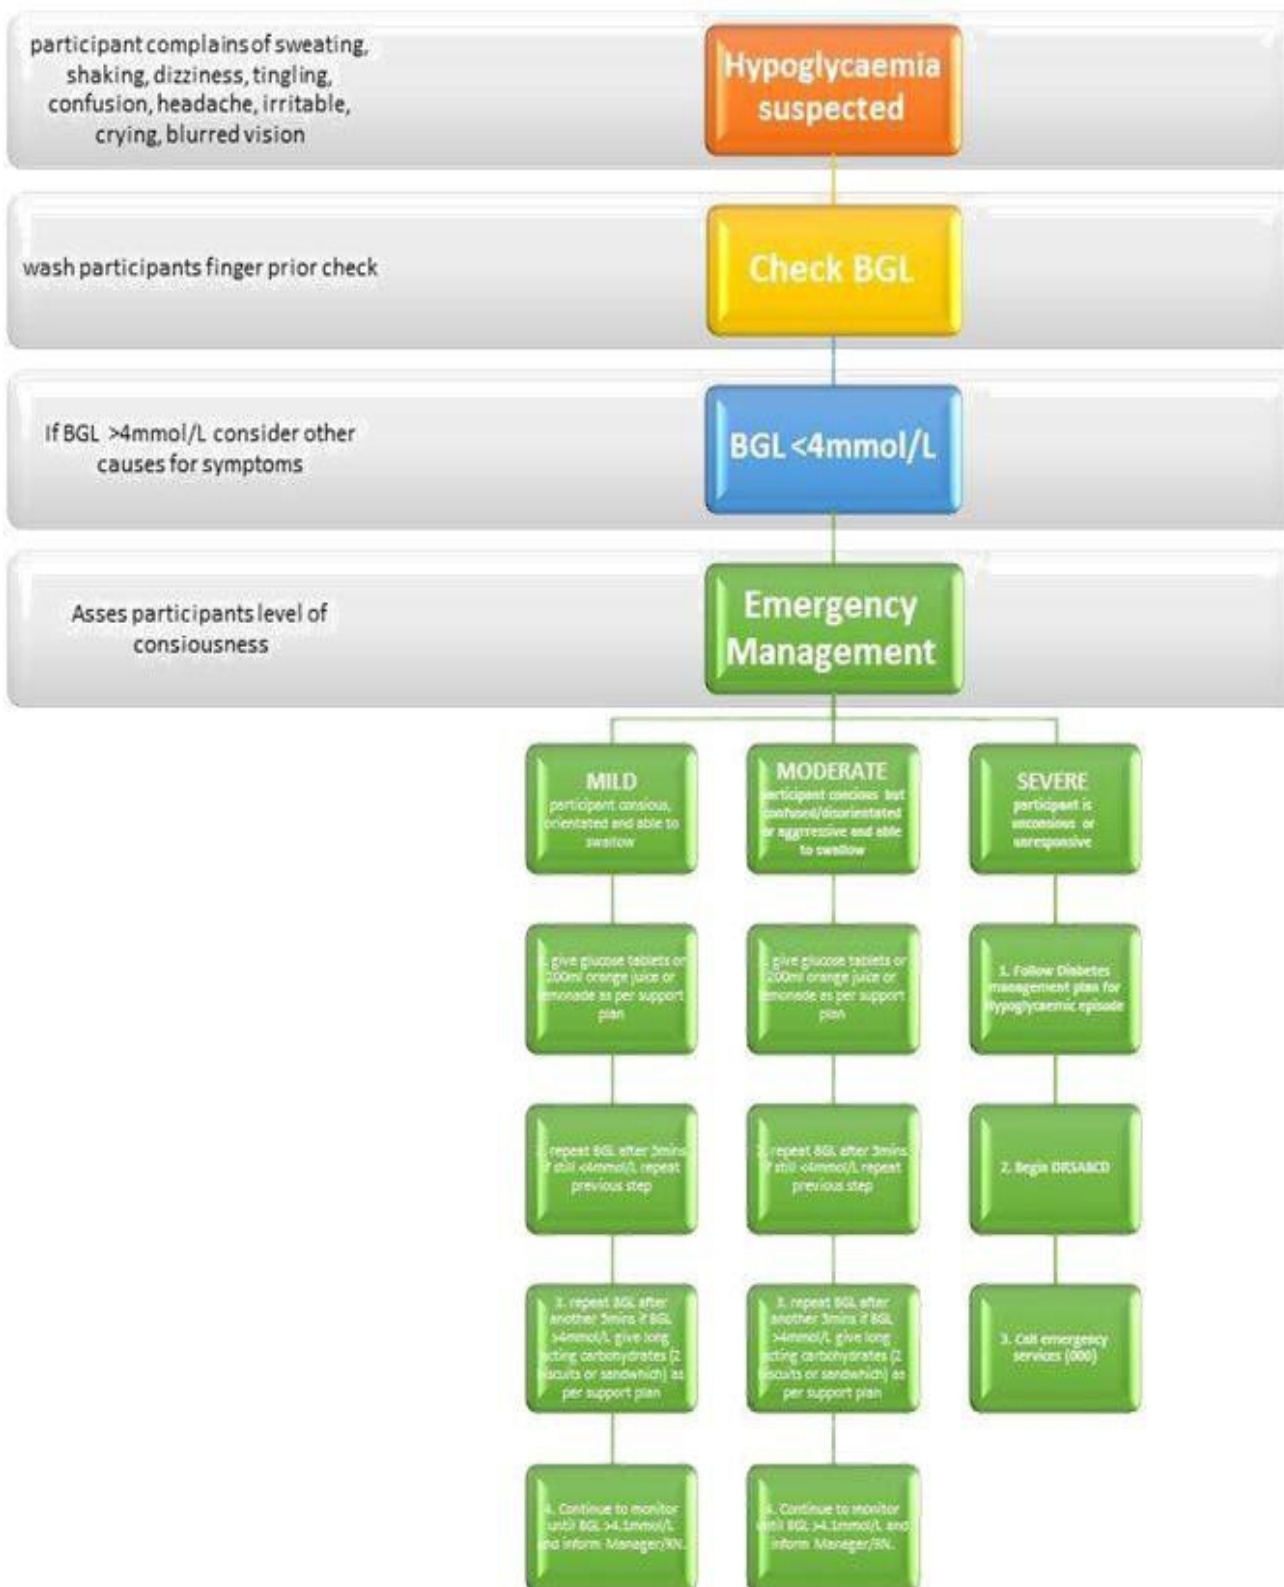 participant complains of sweating,
shaking, dizziness, tingling,
confusion, headache, irritable,
crying, blurred vision
Hypoglycaemia
suspected
wash participants finger prior check
Check BGL
If BGL >4mmol/L consider other
causes for symptoms
BGL <4mmol/L
Asses participants level of
consiousness
Emergency
Management
MILD
participant consious,
orientated and able to
swallow
MODERATE
participant concious but
confused/disorientated
or aggrressive and able
to swallow
SEVERE
participant is
unconsious or
unresponsive
give glucose tablets or
200ml orange juice or
lemonade as per support
plan
give glucose tablets or
200ml orange juice or
lemonade as per support
plan
1. Follow Diabetes
management plan for
Hypoglycaemic episode
repeat BGL after 5mins
if still <4mmol/L repeat
previous step
repeat BGL after 5mins
if still <4mmol/L repeat
previous step
2. Begin DRSABCD
3. repeat BGL after
another 5mins if BGL
>4mmol/L give long
acting carbohydrates (2
biscuits or sandwhich) as
per support plan
3. repeat BGL after
another 5mins if BGL
>4mmol/L give long
acting carbohydrates (2
biscuits or sandwhich) as
per support plan
3. Call emergency
services (000)
4. Continue to monitor
until BGL >4.1mmol/L
and inform Manager/RN.
4. Continue to monitor
until BGL >4.1mmol/L and
inform Manager/RN.